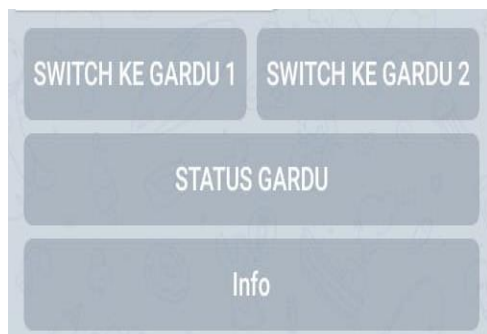 SWITCH KE GARDU 1
SWITCH KE GARDU 2
STATUS GARDU
Info